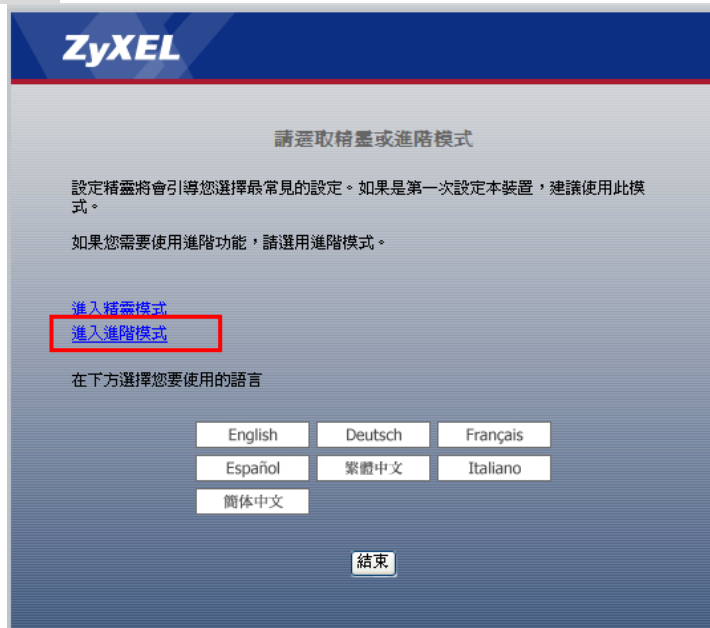 ZyXEL
請選取精靈或進階模式
設定精靈將會引導您選擇最常見的設定。如果是第一次設定本裝置,建議使用此模
式。
如果您需要使用進階功能,請選用進階模式。
進入精靈模式
進入進階模式
在下方選擇您要使用的語言
English Deutsch Français
Español 繁體中文 Italiano
簡体中文
結束